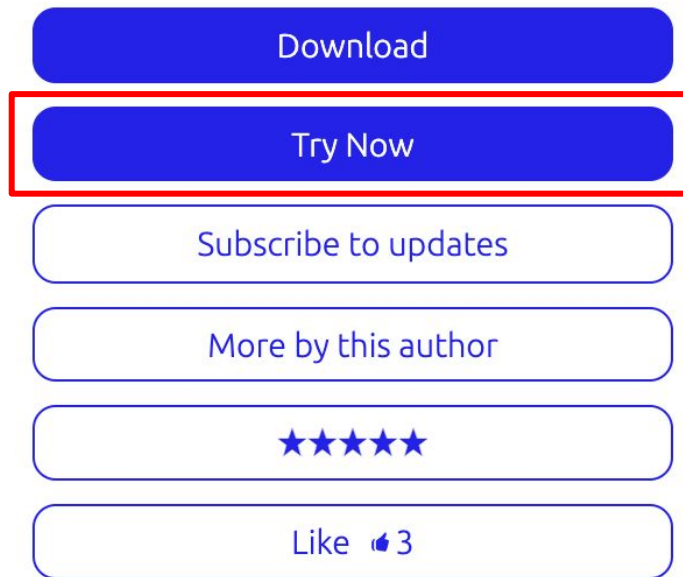 Download
Try Now
Subscribe to updates
More by this author
★★★★★
Like 👍3